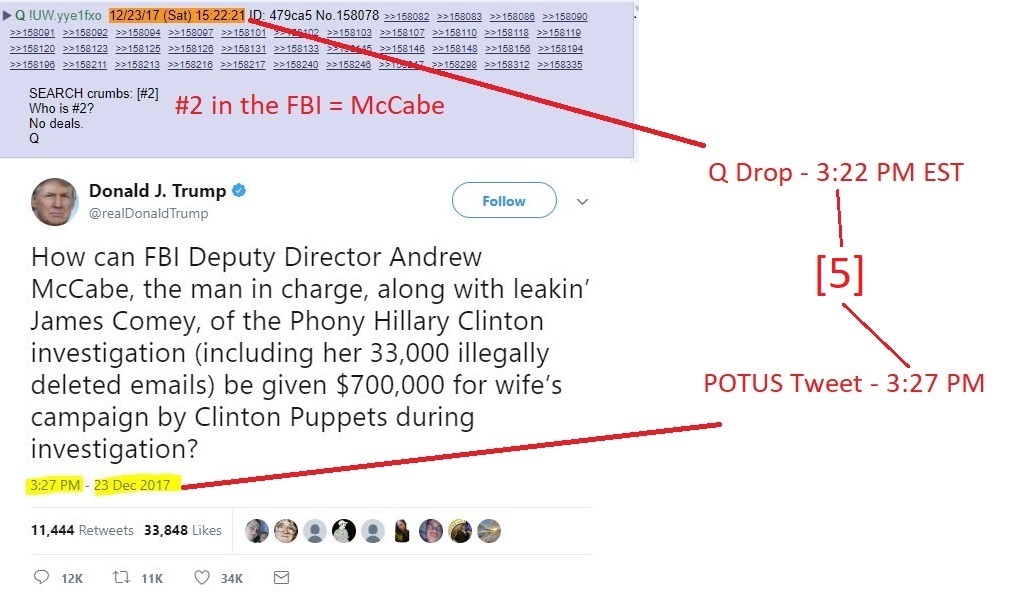 Q !UW.yye1fxo 12/23/17 (Sat) 15:22:21 ID: 479ca5 No.158078 >>158082 >>158083 >>158086 >>158090
>>158091 >>158092 >>158094 >>158097 >>158101 >>158102 >>158103 >>158107 >>158110 >>158118 >>158119
>>158120 >>158123 >>158125 >>158126 >>158131 >>158133 >>158146 >>158148 >>158156 >>158194
>>158196 >>158211 >>158213 >>158216 >>158217 >>158240 >>158246 >>158298 >>158312 >>158335
SEARCH crumbs: [#2]
Who is #2?
No deals.
Q
#2 in the FBI = McCabe
Q Drop - 3:22 PM EST
[5]
POTUS Tweet - 3:27 PM
Donald J. Trump
@realDonaldTrump
Follow
How can FBI Deputy Director Andrew
McCabe, the man in charge, along with leakin’
James Comey, of the Phony Hillary Clinton
investigation (including her 33,000 illegally
deleted emails) be given $700,000 for wife’s
campaign by Clinton Puppets during
investigation?
3:27 PM - 23 Dec 2017
11,444 Retweets 33,848 Likes
12K 11K 34K